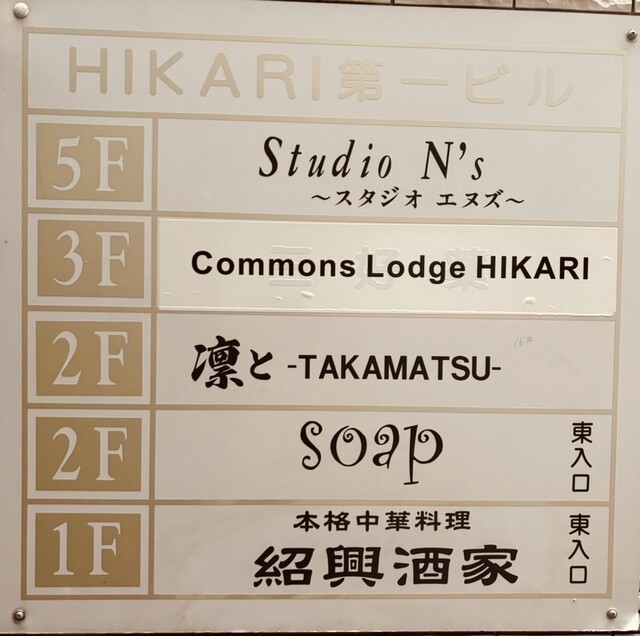 HIKARI第一ビル
5F
Studio N's
～スタジオ エヌズ～
3F
Commons Lodge HIKARI
2F
凛と -TAKAMATSU-
2F
soap
東入口
1F
本格中華料理
紹興酒家
東入口